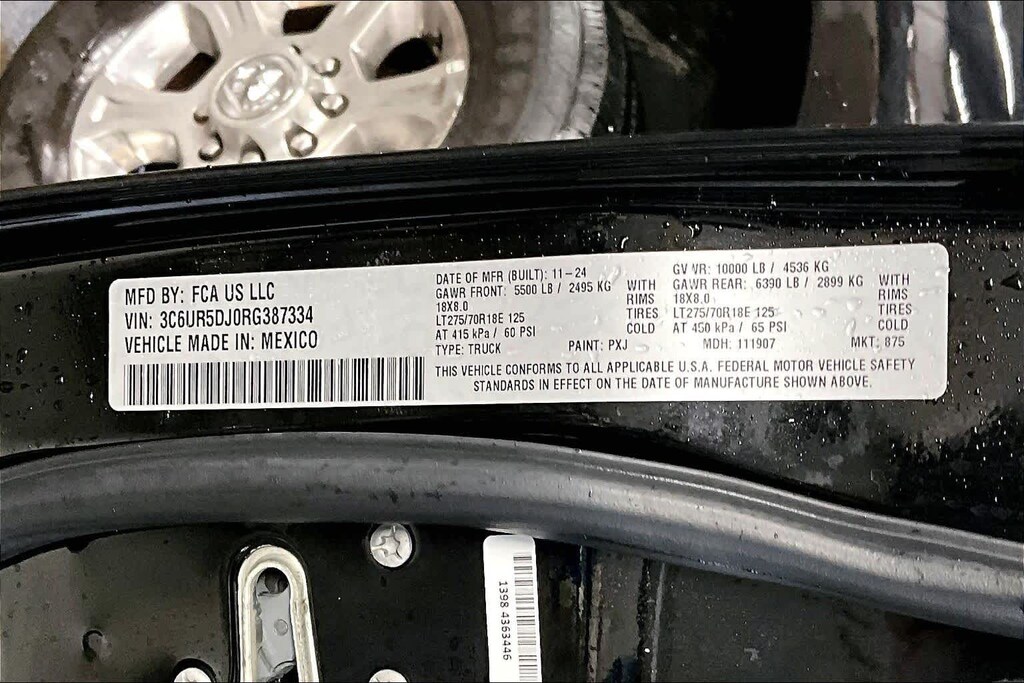 MFD BY: FCA US LLC
VIN: 3C6UR5DJ0RG387334
VEHICLE MADE IN: MEXICO
DATE OF MFR (BUILT): 11-24
GAWR FRONT: 5500 LB / 2495 KG WITH
18X8.0 RIMS
LT275/70R18E 125 TIRES
AT 415 kPa / 60 PSI COLD
TYPE: TRUCK PAINT: PXJ
GVWR: 10000 LB / 4536 KG
GAWR REAR: 6390 LB / 2899 KG WITH
18X8.0 RIMS
LT275/70R18E 125 TIRES
AT 450 kPa / 65 PSI COLD
MDH: 111907 MKT: 875
THIS VEHICLE CONFORMS TO ALL APPLICABLE U.S.A. FEDERAL MOTOR VEHICLE SAFETY
STANDARDS IN EFFECT ON THE DATE OF MANUFACTURE SHOWN ABOVE.
1398 4363446